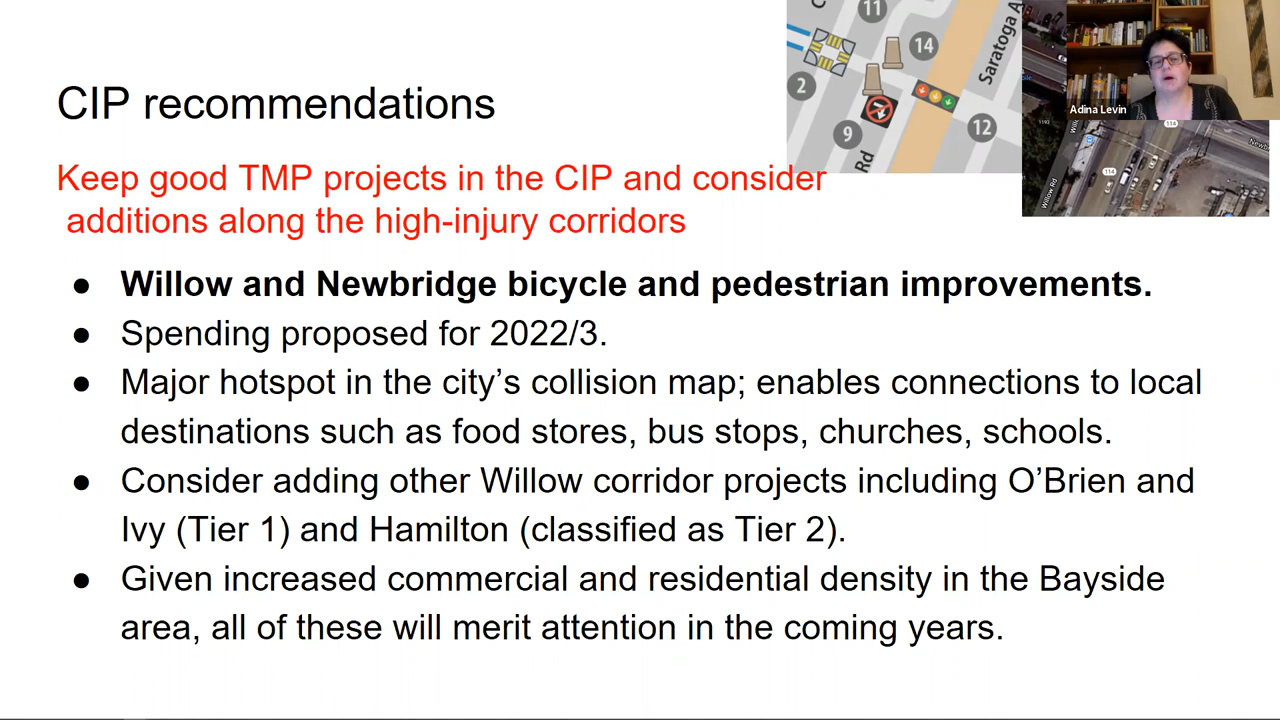 CIP recommendations
Keep good TMP projects in the CIP and consider
additions along the high-injury corridors
● Willow and Newbridge bicycle and pedestrian improvements.
● Spending proposed for 2022/3.
● Major hotspot in the city’s collision map; enables connections to local
destinations such as food stores, bus stops, churches, schools.
● Consider adding other Willow corridor projects including O’Brien and
Ivy (Tier 1) and Hamilton (classified as Tier 2).
● Given increased commercial and residential density in the Bayside
area, all of these will merit attention in the coming years.
11
14
2
9
12
Saratoga A
Rd
Adina Levin
114
114
Willow Rd